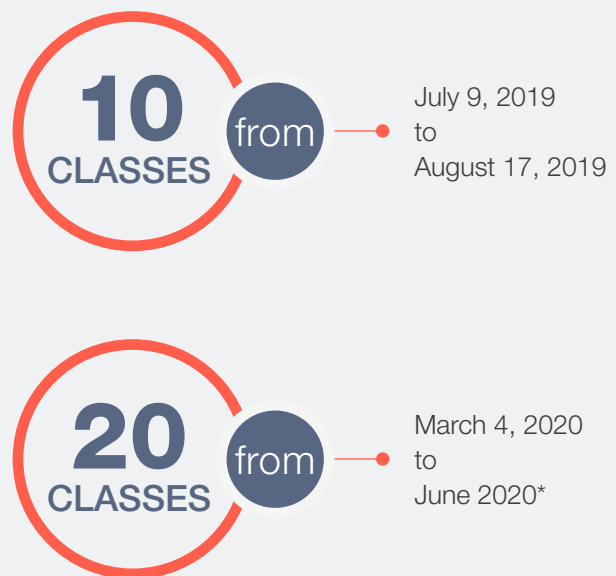 10
CLASSES
from
July 9, 2019
to
August 17, 2019
20
CLASSES
from
March 4, 2020
to
June 2020*